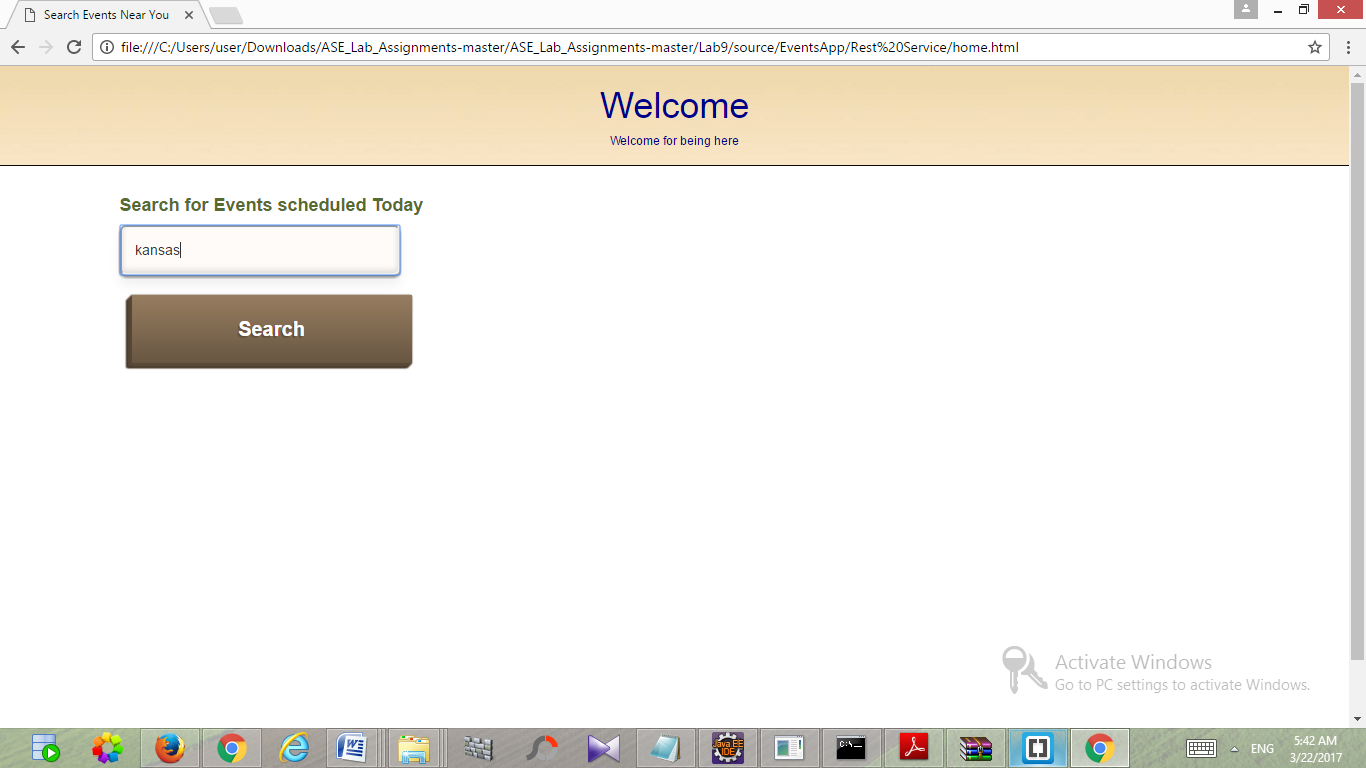 Search Events Near You
file:///C:/Users/user/Downloads/ASE_Lab_Assignments-master/ASE_Lab_Assignments-master/Lab9/source/EventsApp/Rest%20Service/home.html
Welcome
Welcome for being here
Search for Events scheduled Today
kansas
Search
Activate Windows
Go to PC settings to activate Windows.
Java EE
IDE
C:\_
ENG
5:42 AM
3/22/2017